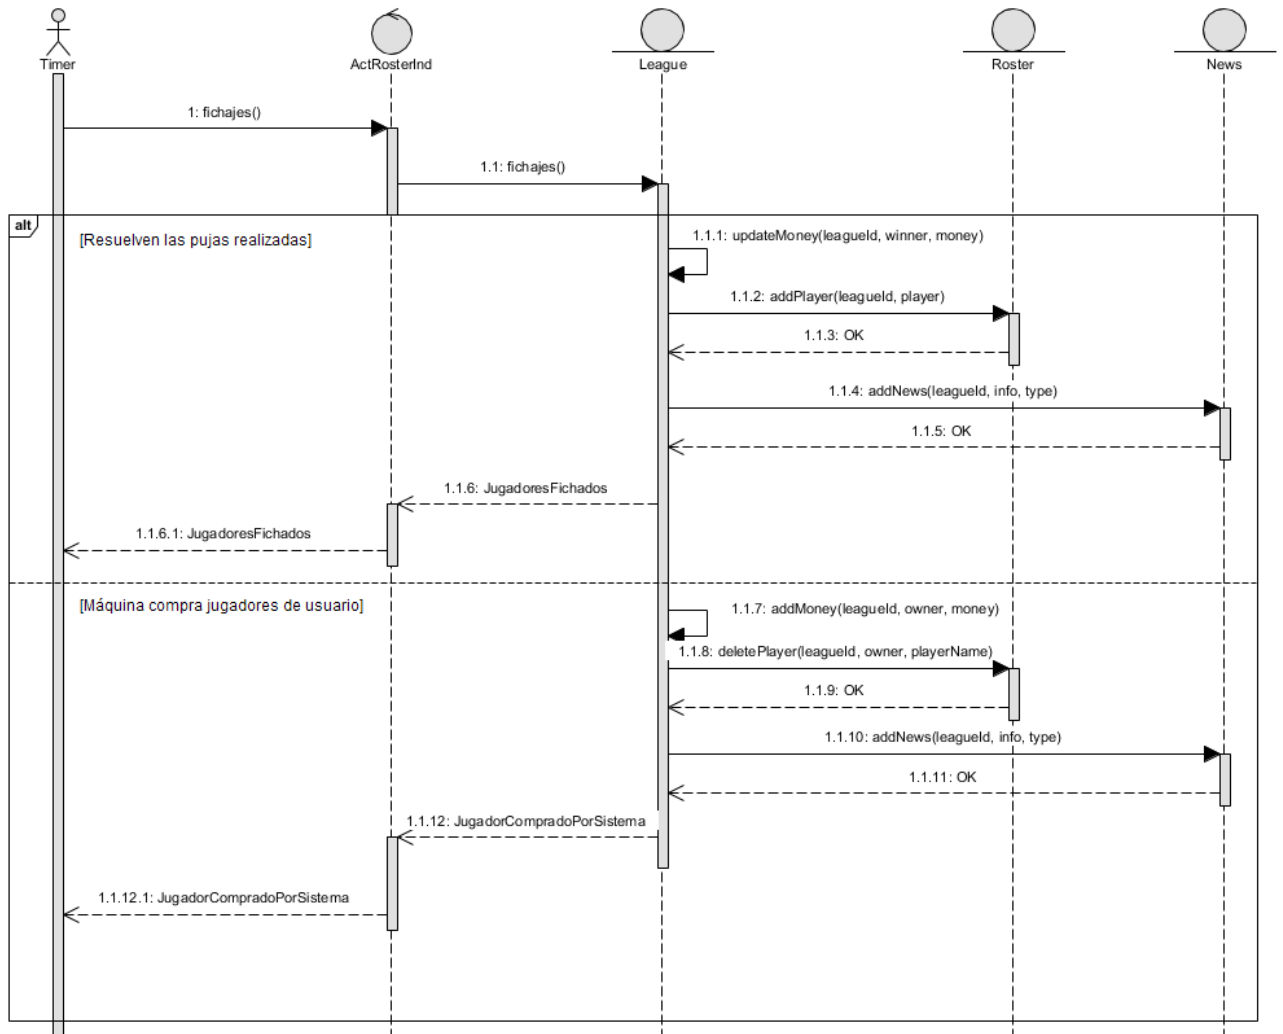 Timer
ActRosterInd
League
Roster
News
1: fichajes()
1.1: fichajes()
alt
[Resuelven las pujas realizadas]
1.1.1: updateMoney(leagueId, winner, money)
1.1.2: addPlayer(leagueId, player)
1.1.3: OK
1.1.4: addNews(leagueId, info, type)
1.1.5: OK
1.1.6: JugadoresFichados
1.1.6.1: JugadoresFichados
[Máquina compra jugadores de usuario]
1.1.7: addMoney(leagueId, owner, money)
1.1.8: deletePlayer(leagueId, owner, playerName)
1.1.9: OK
1.1.10: addNews(leagueId, info, type)
1.1.11: OK
1.1.12: JugadorCompradoPorSistema
1.1.12.1: JugadorCompradoPorSistema